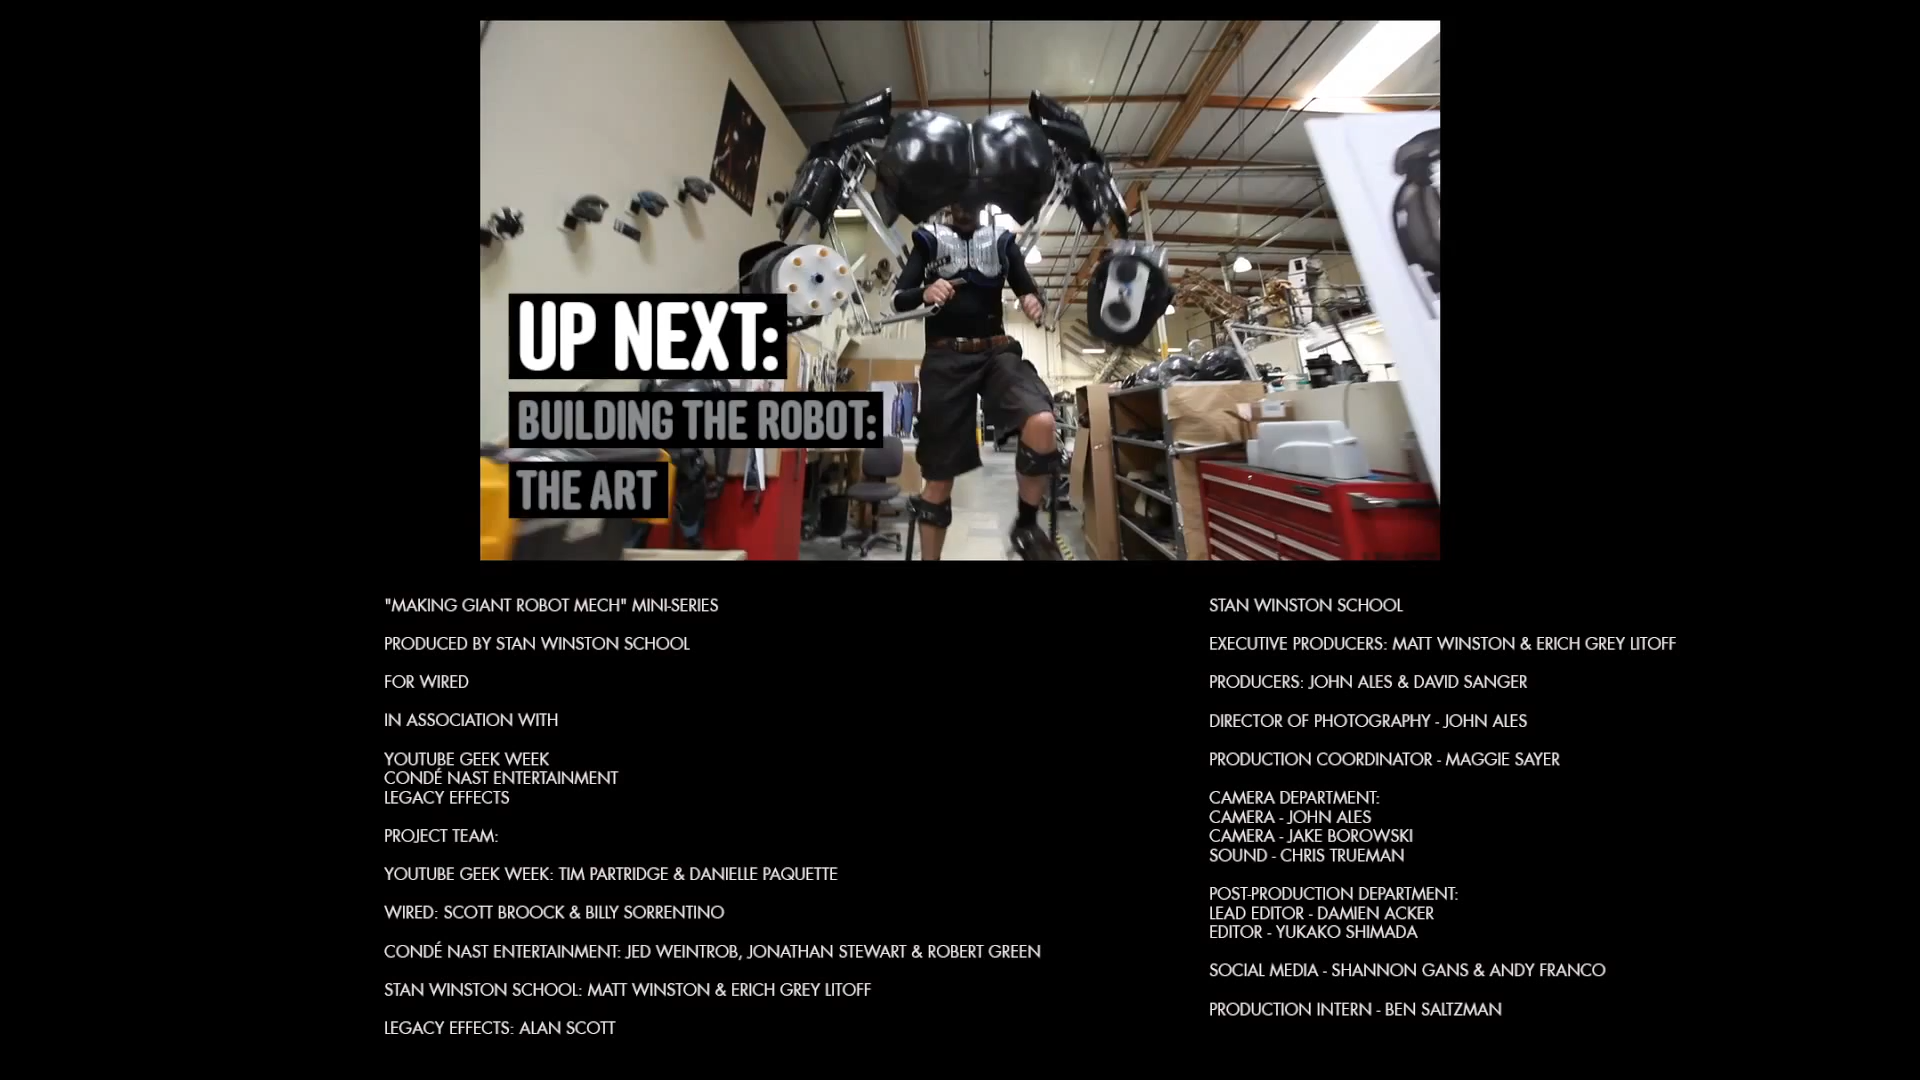 UP NEXT:
BUILDING THE ROBOT:
THE ART
"MAKING GIANT ROBOT MECH" MINI-SERIES
PRODUCED BY STAN WINSTON SCHOOL
FOR WIRED
IN ASSOCIATION WITH
YOUTUBE GEEK WEEK
CONDÉ NAST ENTERTAINMENT
LEGACY EFFECTS
PROJECT TEAM:
YOUTUBE GEEK WEEK: TIM PARTRIDGE & DANIELLE PAQUETTE
WIRED: SCOTT BROOCK & BILLY SORRENTINO
CONDÉ NAST ENTERTAINMENT: JED WEINTROB, JONATHAN STEWART & ROBERT GREEN
STAN WINSTON SCHOOL: MATT WINSTON & ERICH GREY LITOFF
LEGACY EFFECTS: ALAN SCOTT
STAN WINSTON SCHOOL
EXECUTIVE PRODUCERS: MATT WINSTON & ERICH GREY LITOFF
PRODUCERS: JOHN ALES & DAVID SANGER
DIRECTOR OF PHOTOGRAPHY - JOHN ALES
PRODUCTION COORDINATOR - MAGGIE SAYER
CAMERA DEPARTMENT:
CAMERA - JOHN ALES
CAMERA - JAKE BOROWSKI
SOUND - CHRIS TRUEMAN
POST-PRODUCTION DEPARTMENT:
LEAD EDITOR - DAMIEN ACKER
EDITOR - YUKAKO SHIMADA
SOCIAL MEDIA - SHANNON GANS & ANDY FRANCO
PRODUCTION INTERN - BEN SALTZMAN